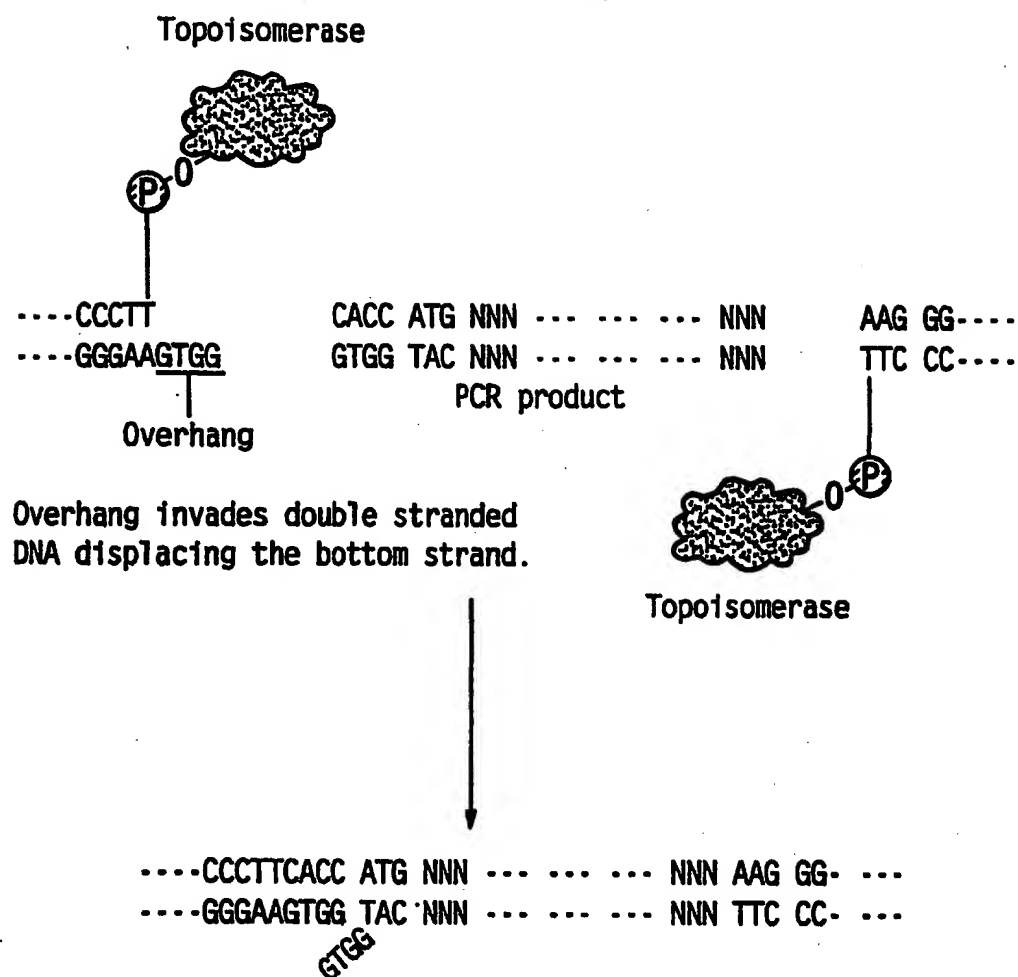 Topoisomerase
P-O
----CCCTT CACC ATG NNN --- --- --- NNN AAG GG----
----GGGAAGTGG GTGG TAC NNN --- --- --- NNN TTC CC----
PCR product
Overhang
O-P
Overhang invades double stranded
DNA displacing the bottom strand.
Topoisomerase
----CCCTTCACC ATG NNN --- --- --- NNN AAG GG- ---
----GGGAAGTGG TAC NNN --- --- --- NNN TTC CC- ---
GTGG